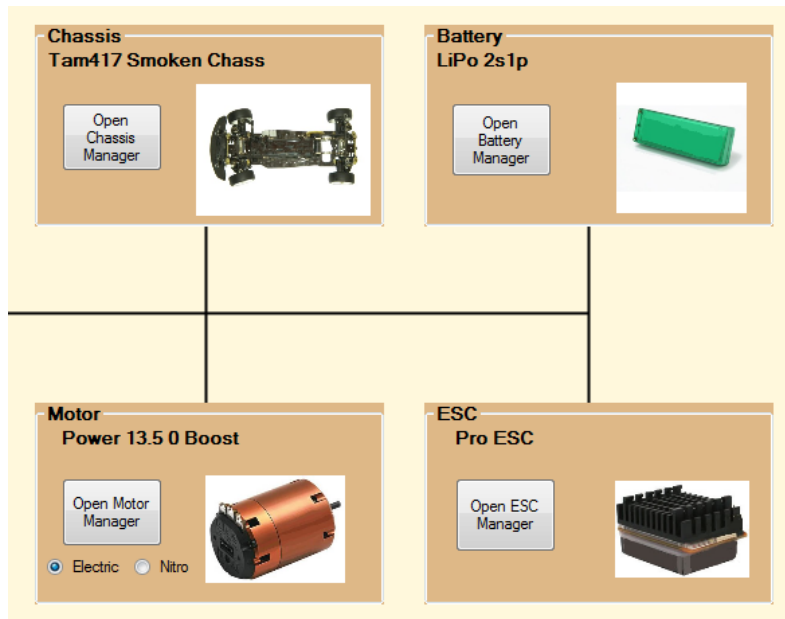 Chassis
Tam417 Smoken Chass
Open
Chassis
Manager
Battery
LiPo 2s1p
Open
Battery
Manager
Motor
Power 13.5 0 Boost
Open Motor
Manager
Electric
Nitro
ESC
Pro ESC
Open ESC
Manager